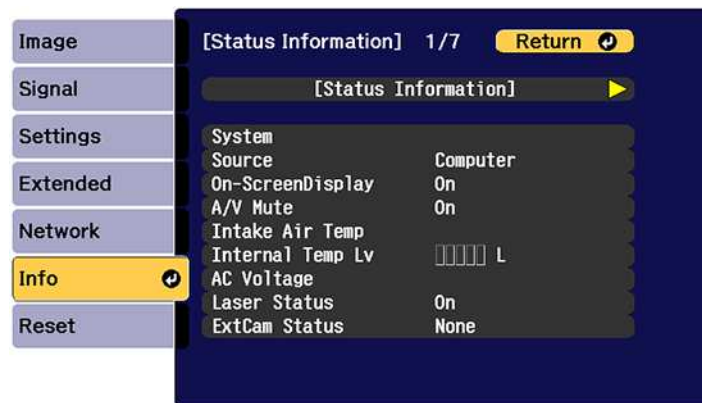 Image
Signal
Settings
Extended
Network
Info
Reset
[Status Information] 1/7 Return
[Status Information]
System
Source Computer
On-ScreenDisplay On
A/V Mute On
Intake Air Temp
Internal Temp Lv L
AC Voltage
Laser Status On
ExtCam Status None